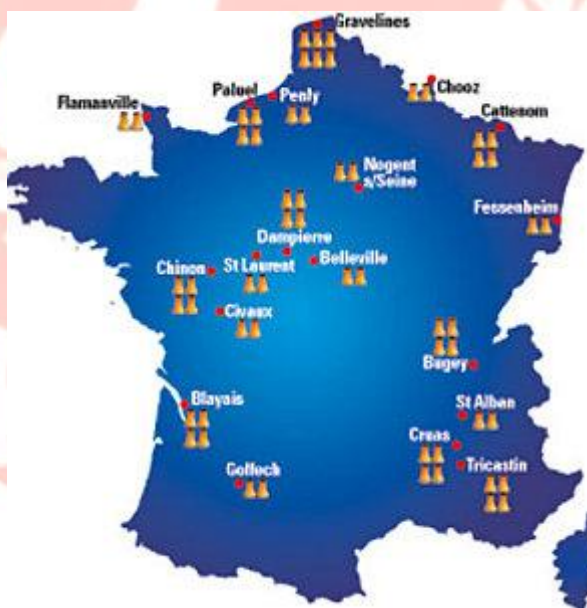 Gravelines
Chooz
Paluel
Penly
Flamanville
Cattenom
Nogent
s/Seine
Fessenheim
Dampierre
St Laurent
Belleville
Chinon
Civaux
Bugey
Blayais
St Alban
Cruas
Tricastin
Golfech